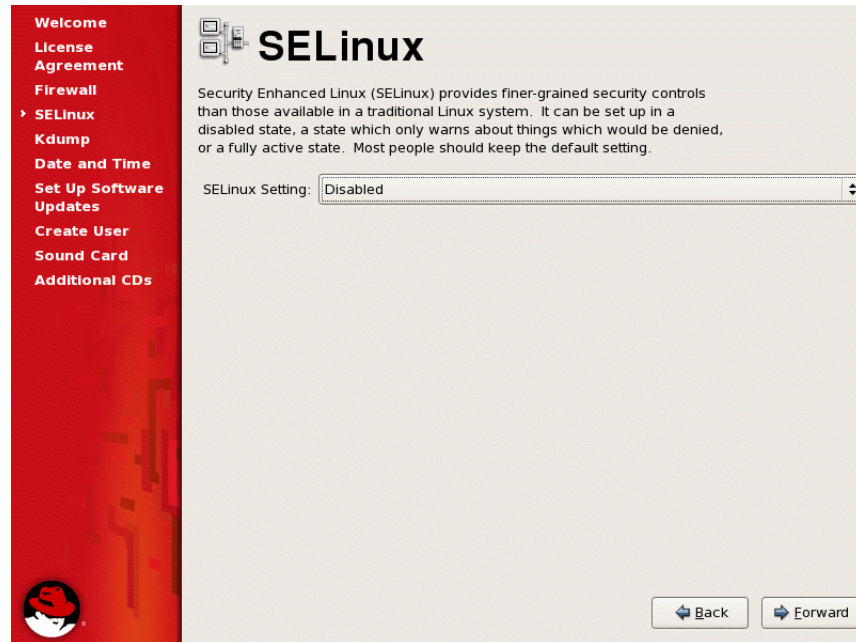 Welcome
License
Agreement
Firewall
SELinux
Kdump
Date and Time
Set Up Software
Updates
Create User
Sound Card
Additional CDs
SELinux
Security Enhanced Linux (SELinux) provides finer-grained security controls
than those available in a traditional Linux system. It can be set up in a
disabled state, a state which only warns about things which would be denied,
or a fully active state. Most people should keep the default setting.
SELinux Setting: Disabled
Back Forward